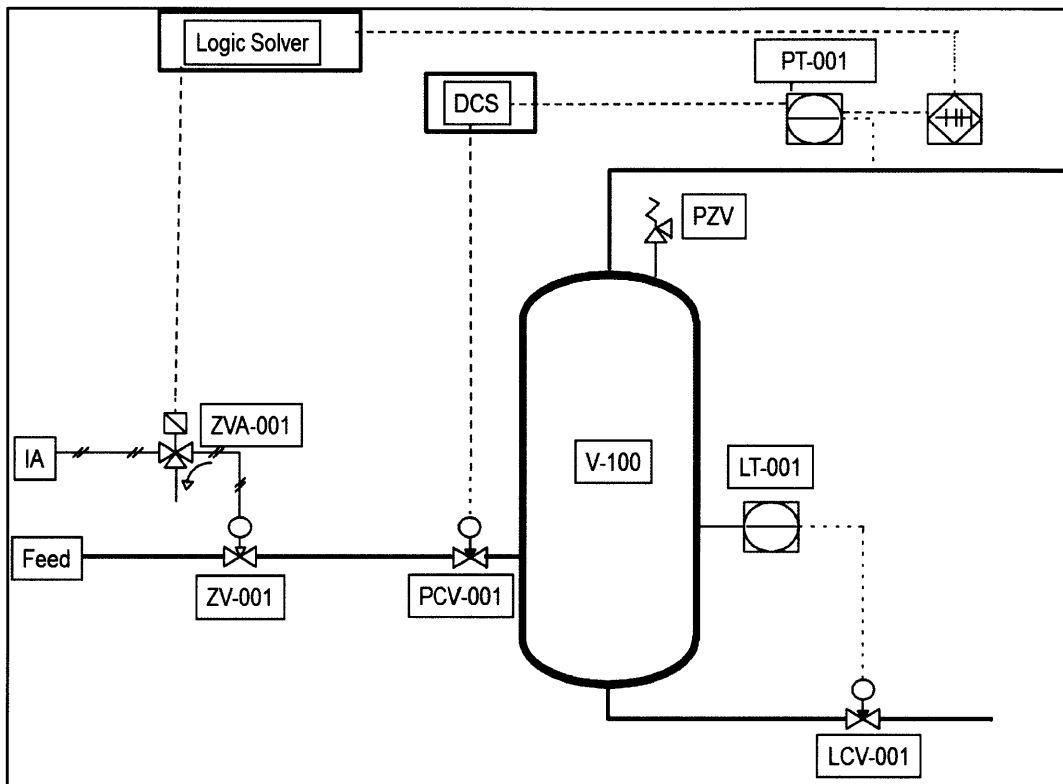 Logic Solver
PT-001
DCS
PZV
ZVA-001
IA
V-100
LT-001
Feed
ZV-001
PCV-001
LCV-001